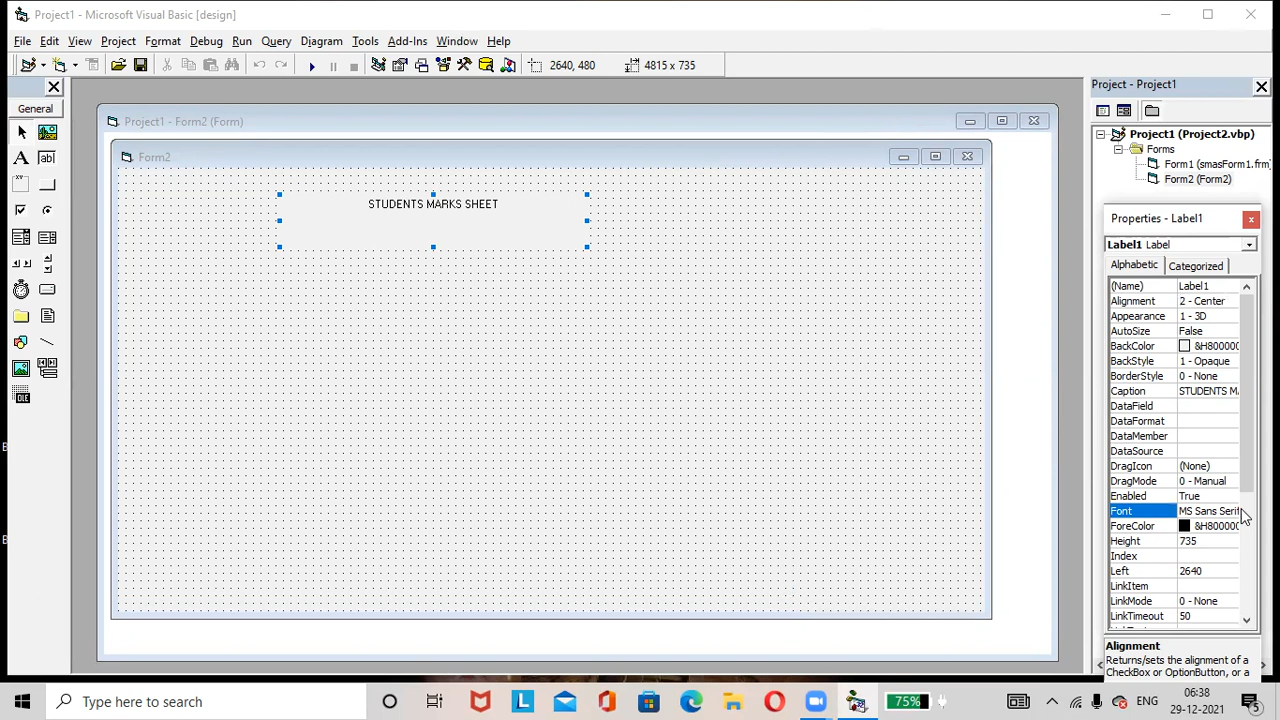 Project1 - Microsoft Visual Basic [design]
File Edit View Project Format Debug Run Query Diagram Tools Add-Ins Window Help
2640, 480 4815 x 735
General
A ab|
xy
OLE
Project1 - Form2 (Form)
Form2
STUDENTS MARKS SHEET
Project - Project1
Project1 (Project2.vbp)
Forms
Form1 (smasForm1.frm
Form2 (Form2)
Properties - Label1
Label1 Label
Alphabetic Categorized
(Name) Label1
Alignment 2 - Center
Appearance 1 - 3D
AutoSize False
BackColor &H800000
BackStyle 1 - Opaque
BorderStyle 0 - None
Caption STUDENTS M
DataField
DataFormat
DataMember
DataSource
DragIcon (None)
DragMode 0 - Manual
Enabled True
Font MS Sans Serif
ForeColor &H800000
Height 735
Index
Left 2640
LinkItem
LinkMode 0 - None
LinkTimeout 50
Alignment
Returns/sets the alignment of a
CheckBox or OptionButton, or a
Type here to search
L
75%
ENG
06:38
29-12-2021
5